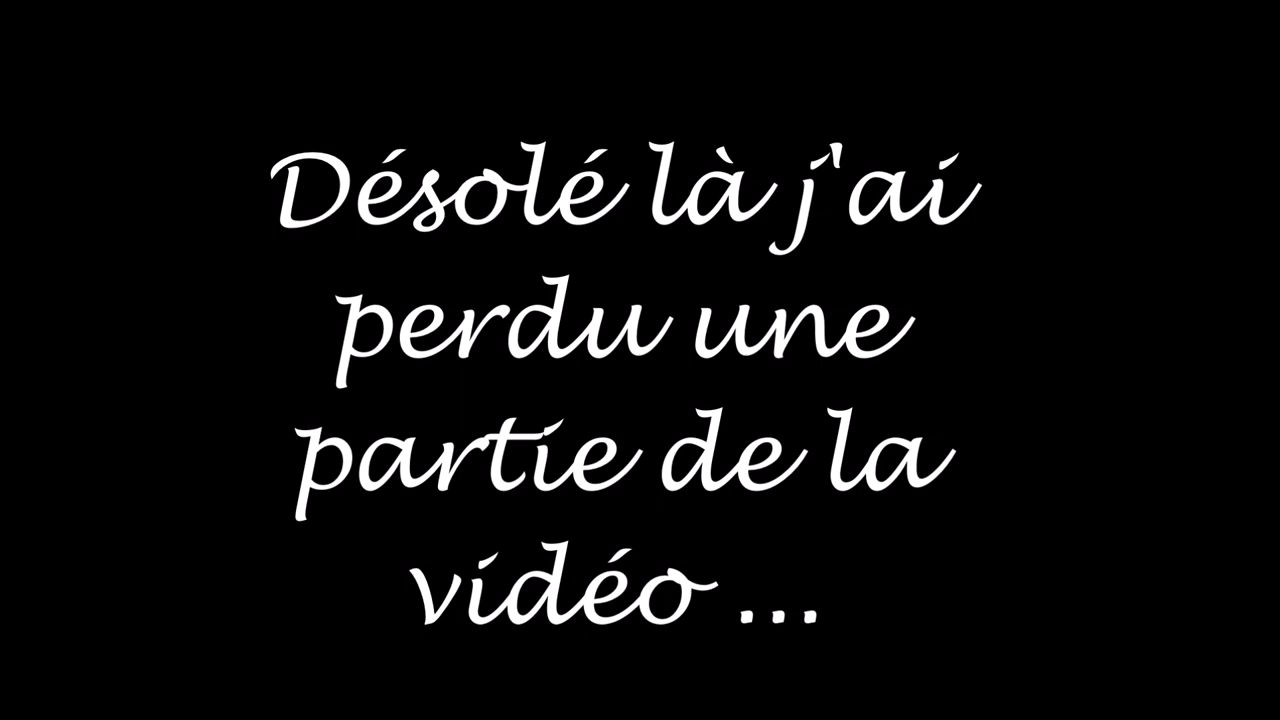 Désolé là j'ai
perdu une
partie de la
vidéo ...